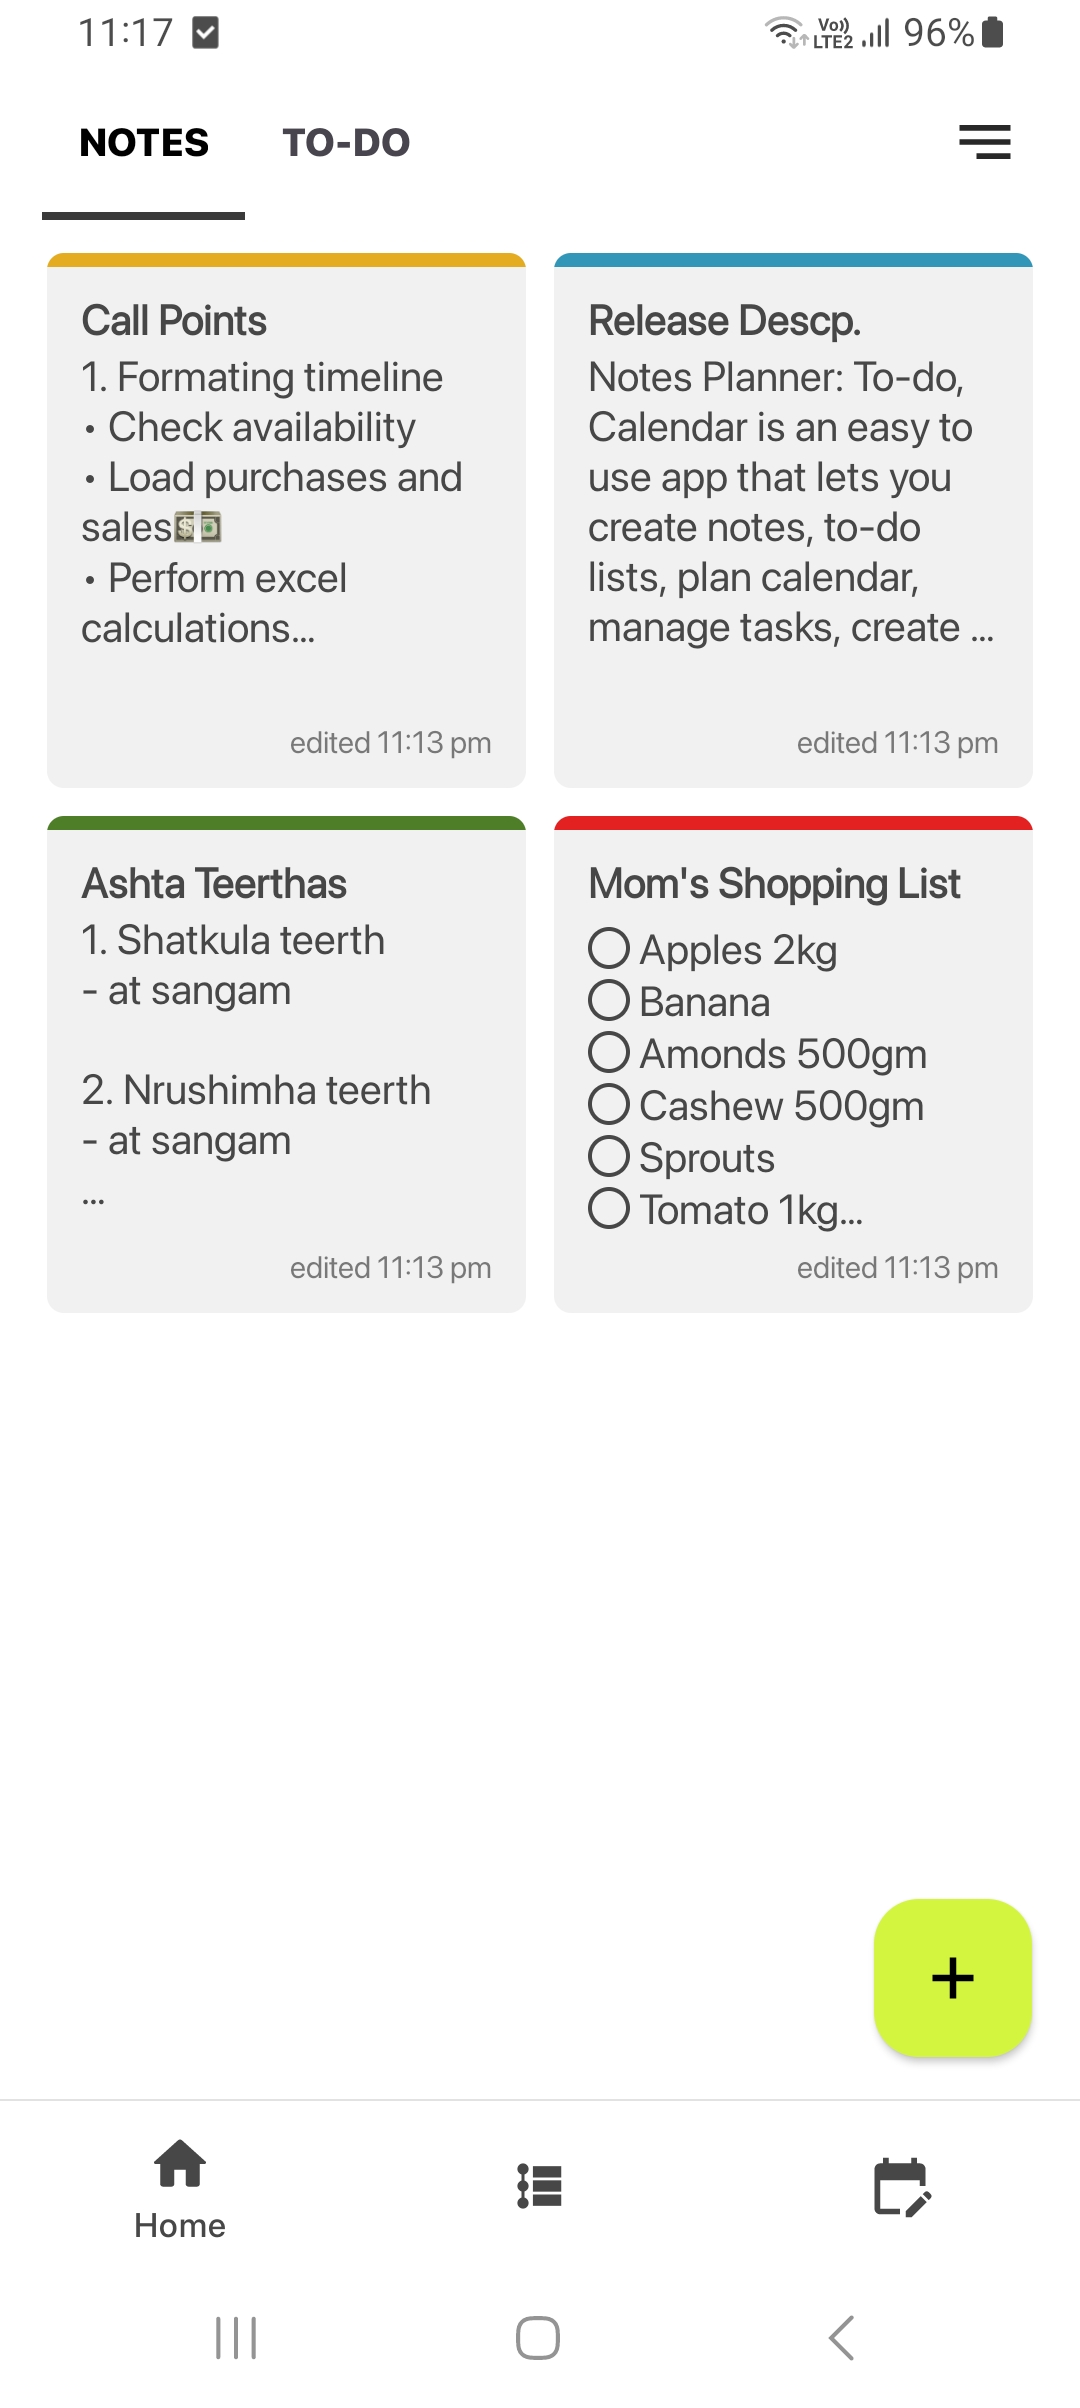 11:17
Vo)) LTE2 96%
NOTES TO-DO
Call Points
1. Formating timeline
• Check availability
• Load purchases and
sales💵
• Perform excel
calculations...
edited 11:13 pm
Release Descp.
Notes Planner: To-do,
Calendar is an easy to
use app that lets you
create notes, to-do
lists, plan calendar,
manage tasks, create ...
edited 11:13 pm
Ashta Teerthas
1. Shatkula teerth
- at sangam
2. Nrushimha teerth
- at sangam
...
edited 11:13 pm
Mom's Shopping List
Apples 2kg
Banana
Amonds 500gm
Cashew 500gm
Sprouts
Tomato 1kg...
edited 11:13 pm
+
Home